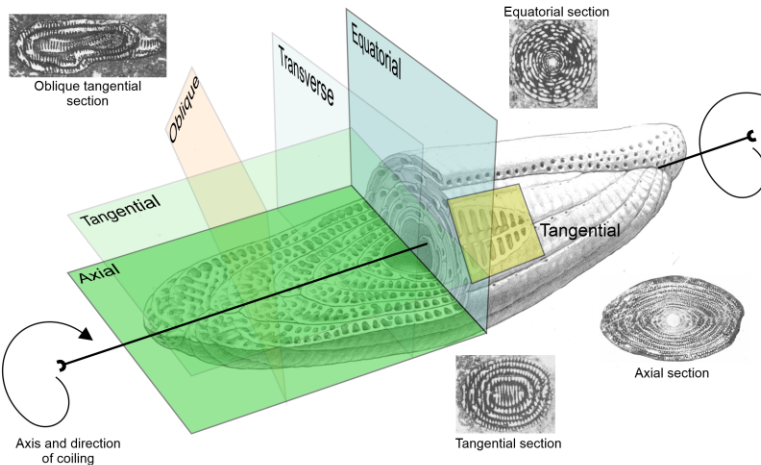 Equatorial section
Oblique tangential
section
Equatorial
Transverse
Oblique
Tangential
Tangential
Axial
Axial section
Axis and direction
of coiling
Tangential section